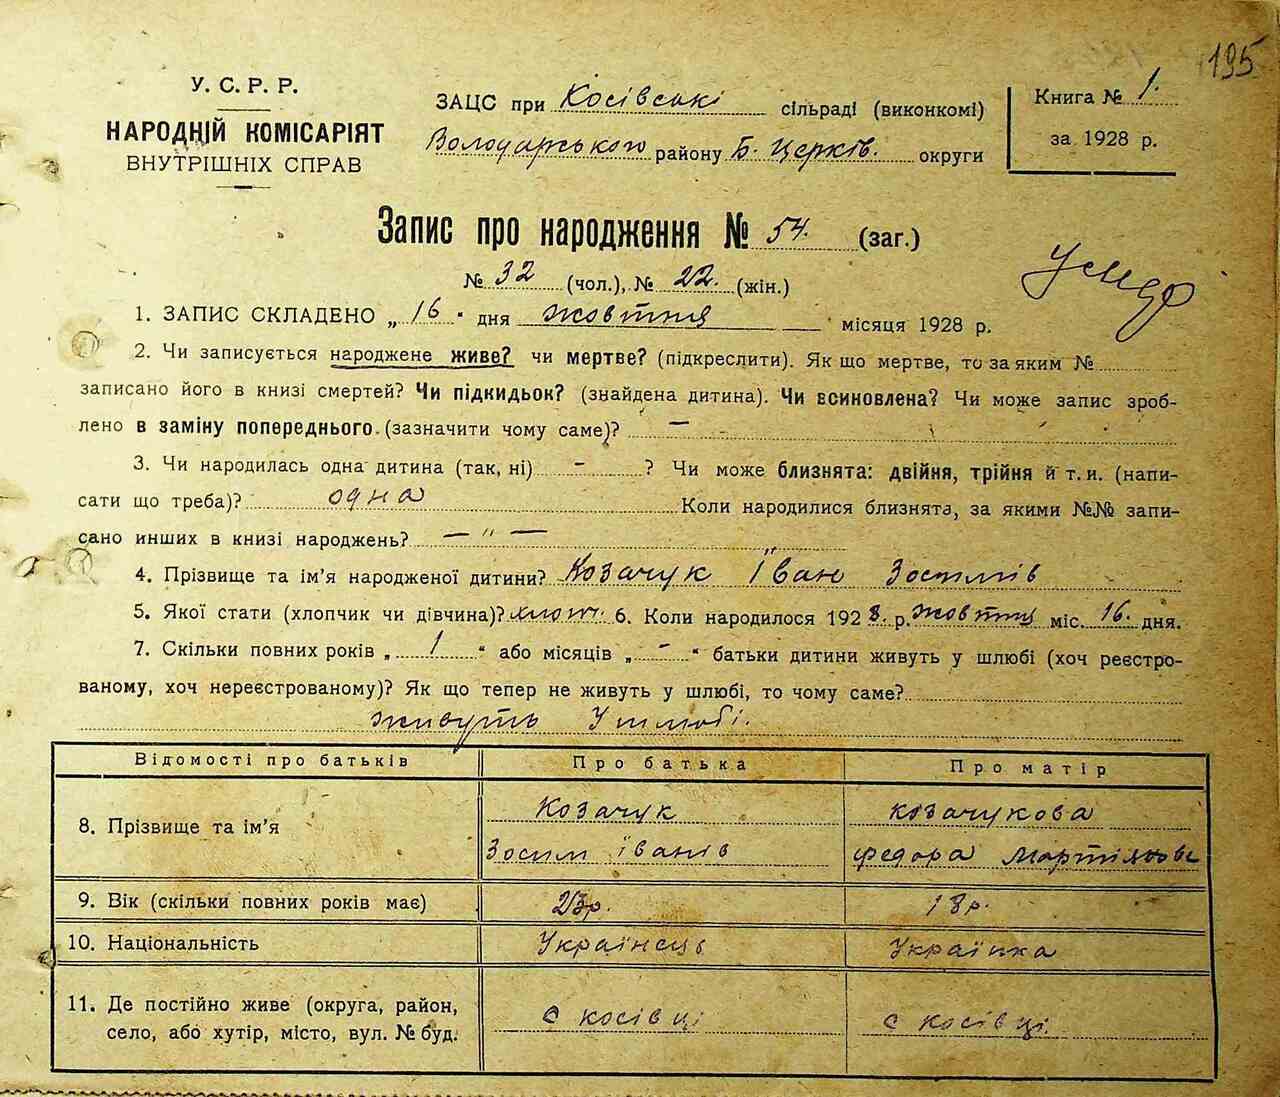 195
У. С. Р. Р.
НАРОДНІЙ КОМІСАРІЯТ
ВНУТРІШНІХ СПРАВ
ЗАЦС при Косівські сільраді (виконкомі)
Володарського району Б. Церків. округи
Книга № 1.
за 1928 р.
Запис про народження № 54. (заг.)
№ 32 (чол.), № 22. (жін.)
1. ЗАПИС СКЛАДЕНО „ 16 " дня жовтня місяця 1928 р.
2. Чи записується народжене живе? чи мертве? (підкреслити). Як що мертве, то за яким №
записано його в книзі смертей? Чи підкидьок? (знайдена дитина). Чи всиновлена? Чи може запис зроб-
лено в заміну попереднього (зазначити чому саме)? —
3. Чи народилась одна дитина (так, ні) - ? Чи може близнята: двійня, трійня й т. и. (напи-
сати що треба)? одна Коли народилися близнята, за якими №№ запи-
сано инших в книзі народжень? — " —
4. Прізвище та ім'я народженої дитини? Козачук Іван Зосимів
5. Якої стати (хлопчик чи дівчина)? хлоп. 6. Коли народилося 1928. р. жовтня міс. 16. дня.
7. Скільки повних років „ 1 " або місяців „ - " батьки дитини живуть у шлюбі (хоч реєстро-
ваному, хоч нереєстрованому)? Як що тепер не живуть у шлюбі, то чому саме?
живуть У шлюбі.
Відомості про батьків Про батька Про матір
8. Прізвище та ім'я Козачук Зосим Іванів козачукова федора
9. Вік (скільки повних років має) 23р. 18р.
10. Національність Українець Українка
11. Де постійно живе (округа, район,
село, або хутір, місто, вул. № буд. с косівці с косівці.